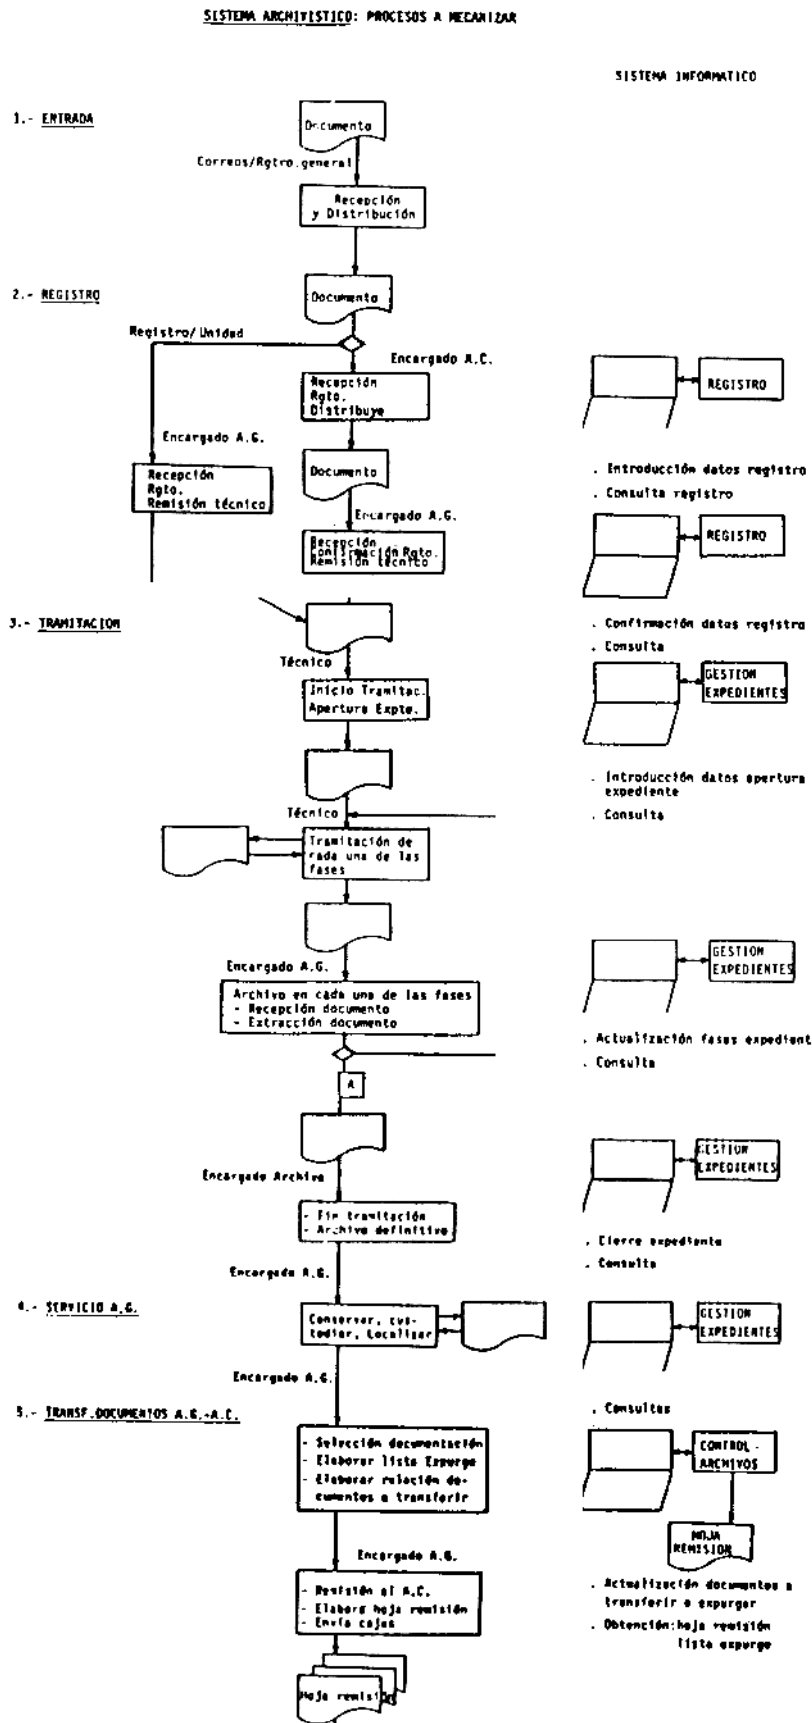 SISTEMA ARCHIVISTICO: PROCESOS A MECANIZAR
SISTEMA INFORMATICO
1.- ENTRADA
Documento
Correos/Rgtro.general
Recepción
y Distribución
2.- REGISTRO
Documento
Registro/Unidad
Encargado A.C.
Recepción
Rgto.
Distribuye
REGISTRO
Encargado A.G.
Recepción
Rgto.
Remisión técnico
Documento
. Introducción datos registro
. Consulta registro
Encargado A.G.
Recepción
Confirmación Rgto.
Remisión técnico
REGISTRO
3.- TRAMITACION
. Confirmación datos registro
. Consulta
Técnico
Inicio Tramitac.
Apertura Expte.
GESTION
EXPEDIENTES
. Introducción datos apertura
expediente
. Consulta
Técnico
Tramitación de
cada una de las
fases
Encargado A.G.
GESTION
EXPEDIENTES
Archivo en cada una de las fases
- Recepción documento
- Extracción documento
. Actualización fases expedient
. Consulta
A
Encargado Archivo
GESTION
EXPEDIENTES
- Fin tramitación
- Archivo definitivo
. Cierre expediente
. Consulta
Encargado A.G.
4.- SERVICIO A.G.
Conservar, cus-
todiar, Localizar
GESTION
EXPEDIENTES
Encargado A.G.
. Consultas
5.- TRANSF.DOCUMENTOS A.G.-A.C.
- Selección documentación
- Elaborar lista Expurge
- Elaborar relación do-
cumentos a transferir
CONTROL -
ARCHIVOS
HOJA
REMISION
Encargado A.G.
- Remisión al A.C.
- Elabora hoja remisión
- Envía cajas
. Actualización documentos a
transferir o expurgar
. Obtención:hoja remisión
lista expurge
Hoja remisión